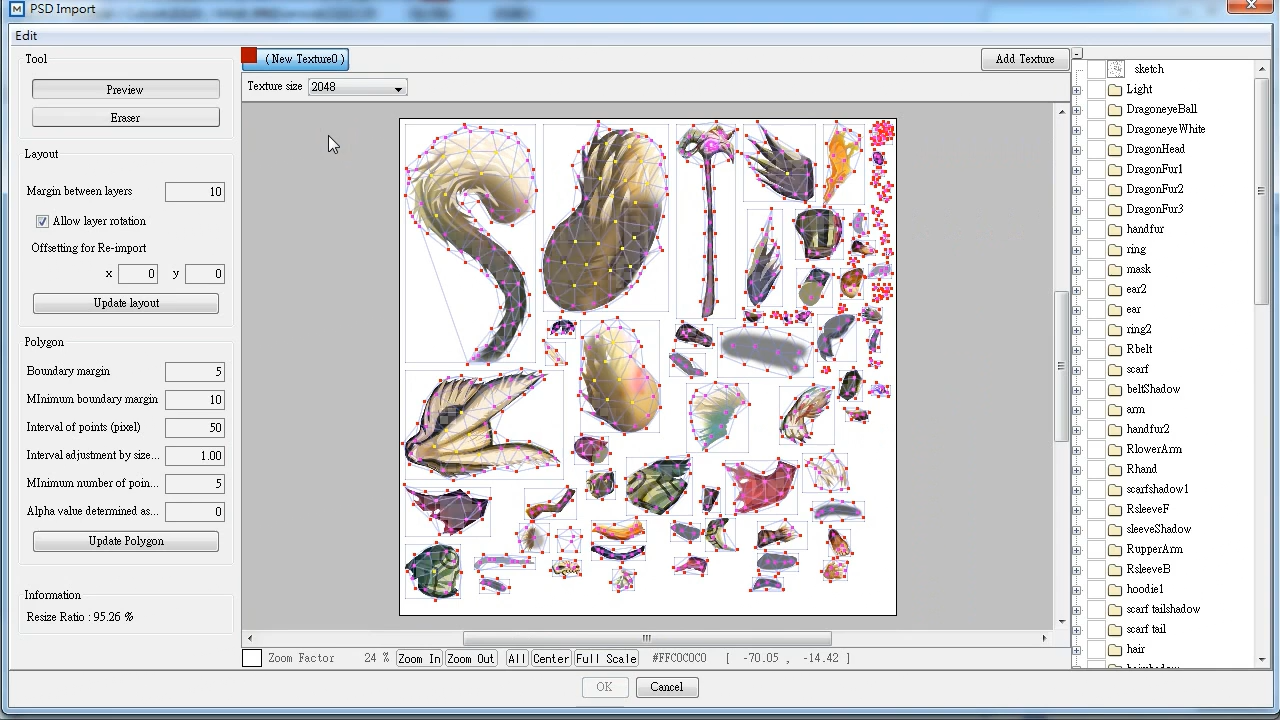 PSD Import
Edit
Tool
Preview
Eraser
Layout
Margin between layers 10
Allow layer rotation
Offsetting for Re-import
x 0 y 0
Update layout
Polygon
Boundary margin 5
MInimum boundary margin 10
Interval of points (pixel) 50
Interval adjustment by size... 1.00
MInimum number of poin... 5
Alpha value determined a... 0
Update Polygon
Infomation
Resize Ratio : 95.26 %
( New Texture0 )
Add Texture
Texture size 2048
Zoom Factor 24 % Zoom In Zoom Out All Center Full Scale #FFC0C0C0 [ -70.05 , -14.42 ]
OK Cancel
sketch
Light
DragoneyeBall
DragoneyeWhite
DragonHead
DragonFur1
DragonFur2
DragonFur3
handfur
ring
mask
ear2
ear
ring2
Rbelt
scarf
beltShadow
arm
handfur2
RlowerArm
Rhand
scarfshadow1
RsleeveF
sleeveShadow
RupperArm
RsleeveB
hoodie1
scarf tailshadow
scarf tail
hair